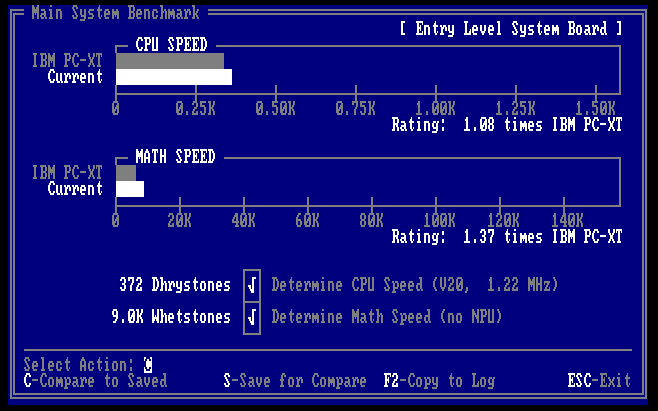 Main System Benchmark
[ Entry Level System Board ]
CPU SPEED
IBM PC-XT
Current
0 0.25K 0.50K 0.75K 1.00K 1.25K 1.50K
Rating: 1.08 times IBM PC-XT
MATH SPEED
IBM PC-XT
Current
0 20K 40K 60K 80K 100K 120K 140K
Rating: 1.37 times IBM PC-XT
372 Dhrystones √ Determine CPU Speed (V20, 1.22 MHz)
9.0K Whetstones √ Determine Math Speed (no NPU)
Select Action: C
C-Compare to Saved S-Save for Compare F2-Copy to Log ESC-Exit